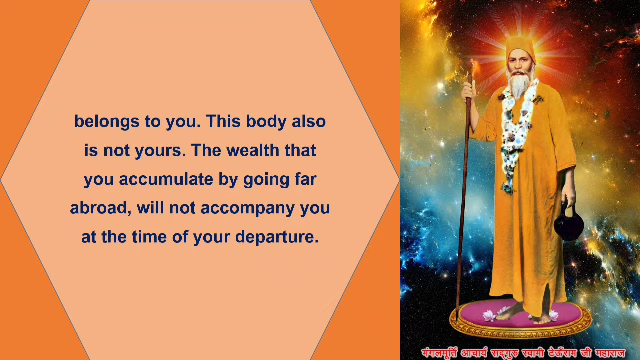 belongs to you. This body also
is not yours. The wealth that
you accumulate by going far
abroad, will not accompany you
at the time of your departure.
मंगलमूर्ति आचार्य सद्गुरु स्वामी टेऊँराम जी महाराज